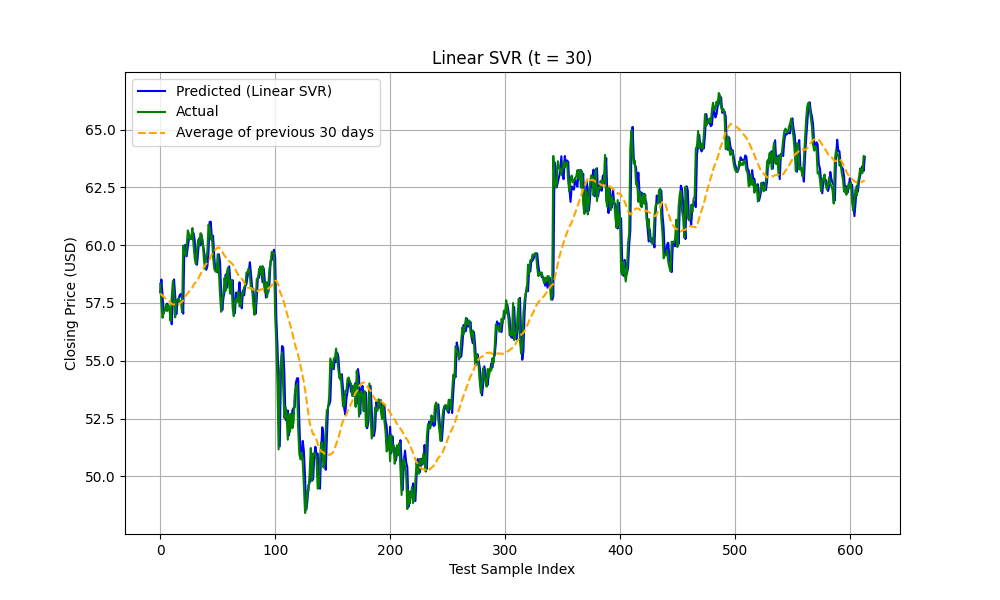 Linear SVR (t = 30)
Predicted (Linear SVR)
Actual
Average of previous 30 days
65.0
62.5
60.0
57.5
55.0
52.5
50.0
Closing Price (USD)
0 100 200 300 400 500 600
Test Sample Index